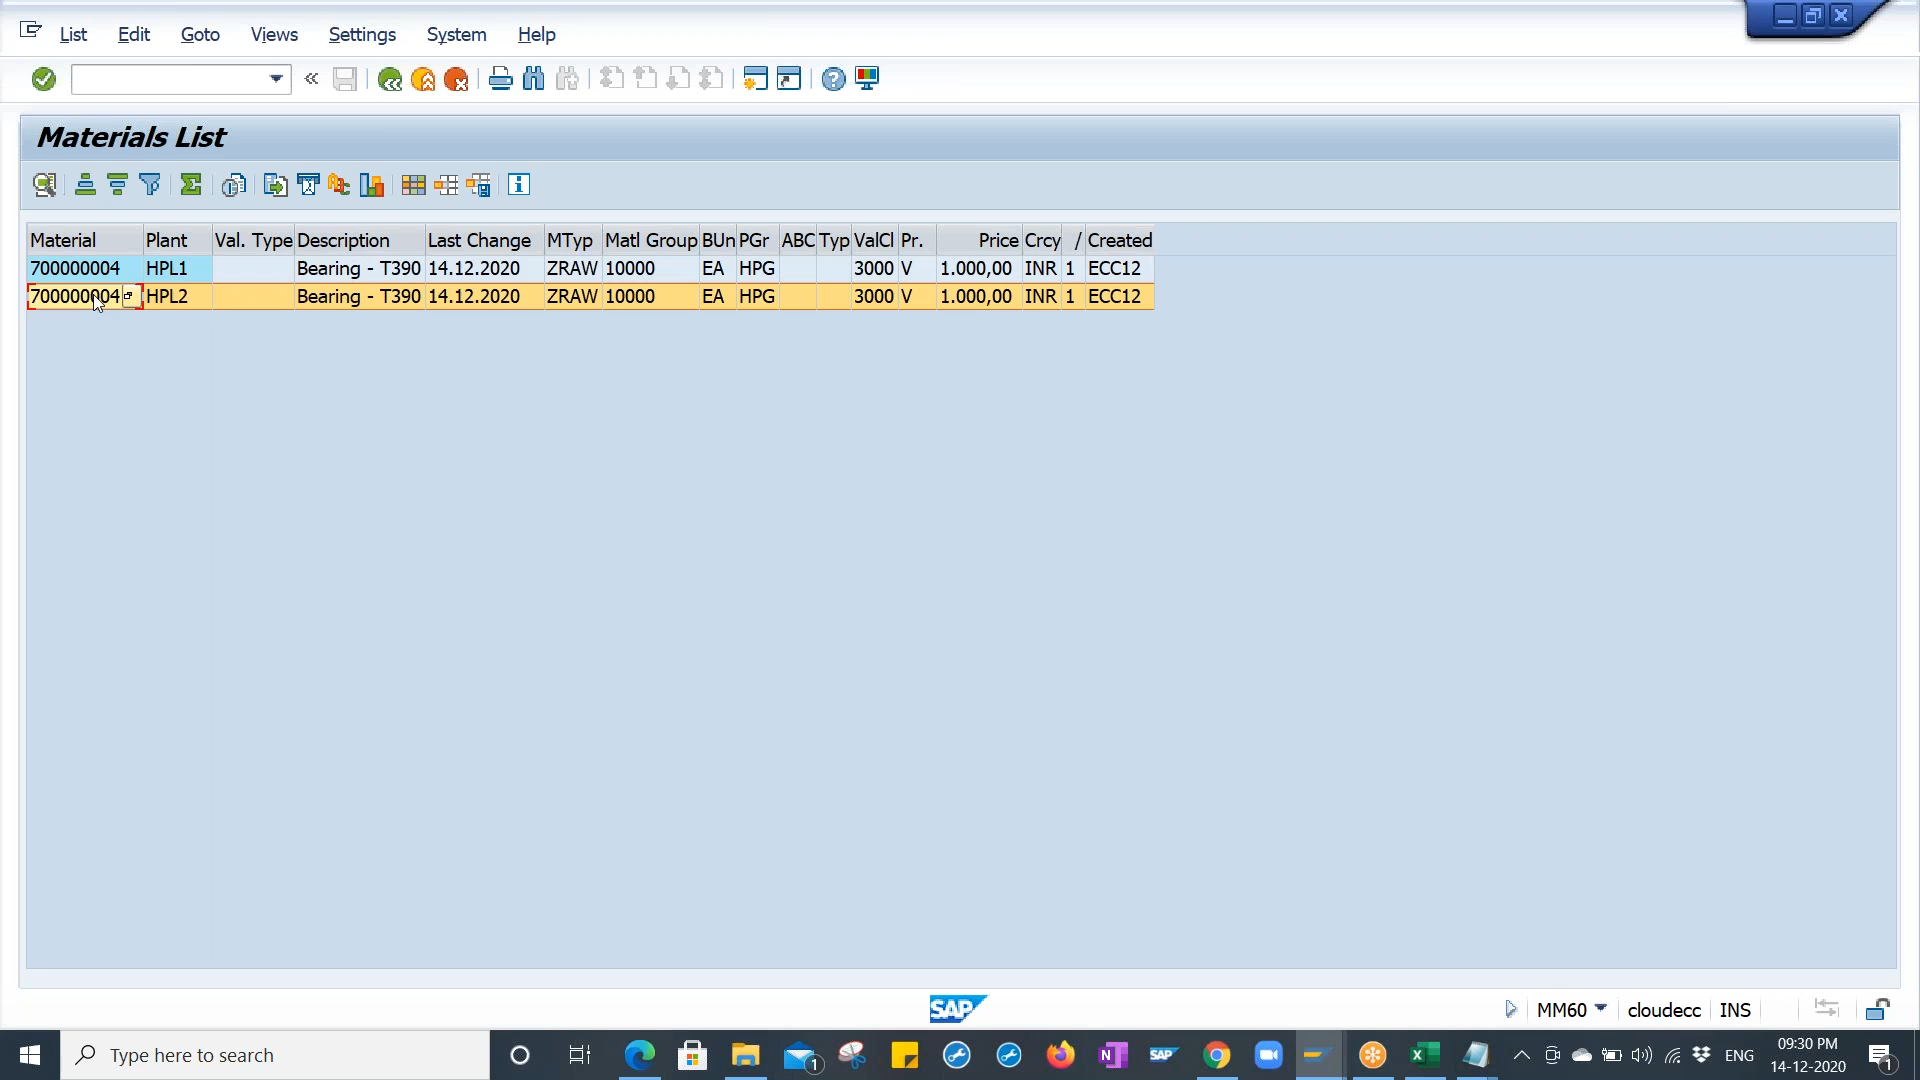 List Edit Goto Views Settings System Help
Materials List
Material Plant Val. Type Description Last Change MTyp Matl Group BUn PGr ABC Typ ValCl Pr. Price Crcy / Created
700000004 HPL1 Bearing - T390 14.12.2020 ZRAW 10000 EA HPG 3000 V 1.000,00 INR 1 ECC12
700000004 HPL2 Bearing - T390 14.12.2020 ZRAW 10000 EA HPG 3000 V 1.000,00 INR 1 ECC12
SAP MM60 cloudecc INS
Type here to search
1
N
SAP
X
ENG
09:30 PM
14-12-2020
1